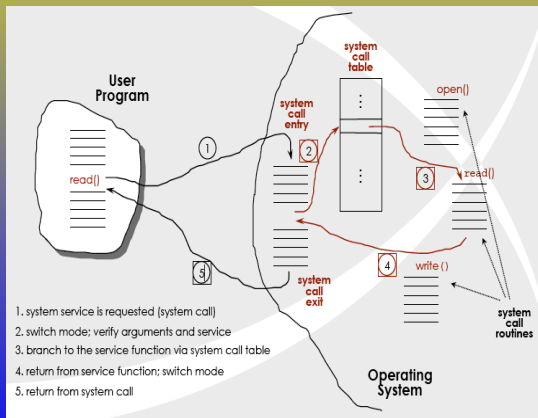 User
Program
read()
1
system
call
entry
2
system
call
table
open()
3
read()
4
write ()
5
system
call
exit
system
call
routines
Operating
System
1. system service is requested (system call)
2. switch mode; verify arguments and service
3. branch to the service function via system call table
4. return from service function; switch mode
5. return from system call